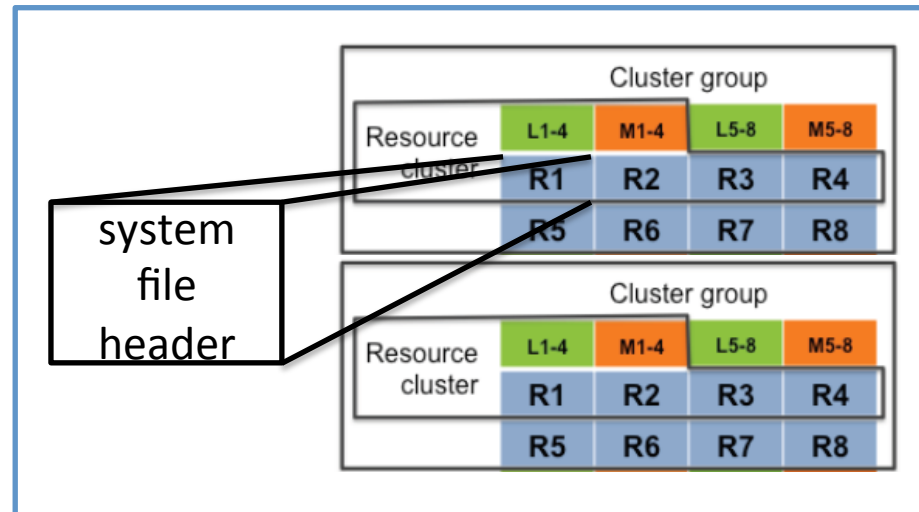 Cluster group
Resource cluster
L1-4 M1-4 L5-8 M5-8
R1 R2 R3 R4
R5 R6 R7 R8
system
file
header
Cluster group
Resource cluster
L1-4 M1-4 L5-8 M5-8
R1 R2 R3 R4
R5 R6 R7 R8